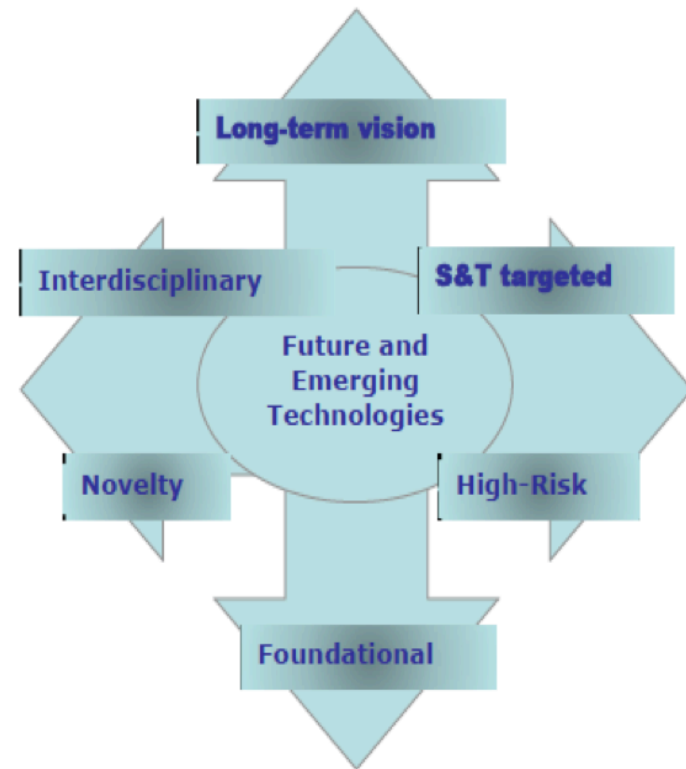 Long-term vision
Interdisciplinary
S&T targeted
Future and
Emerging
Technologies
Novelty
High-Risk
Foundational